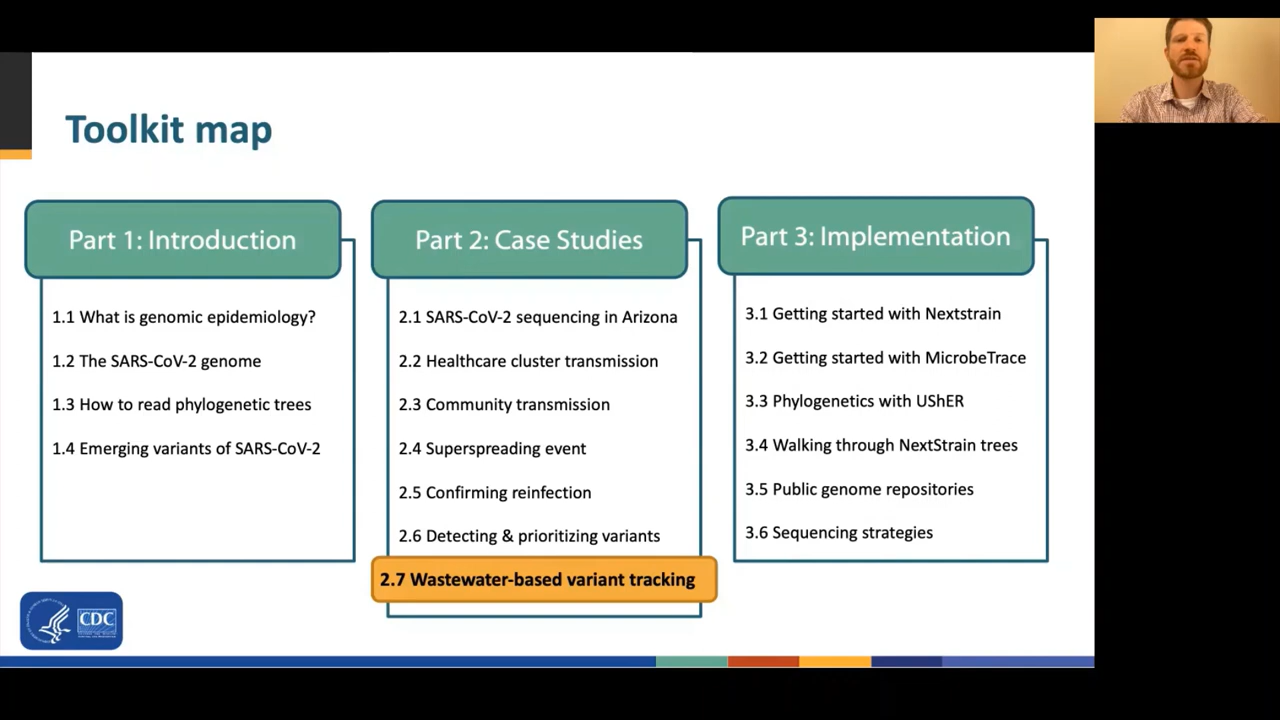 Toolkit map
Part 1: Introduction
1.1 What is genomic epidemiology?
1.2 The SARS-CoV-2 genome
1.3 How to read phylogenetic trees
1.4 Emerging variants of SARS-CoV-2
Part 2: Case Studies
2.1 SARS-CoV-2 sequencing in Arizona
2.2 Healthcare cluster transmission
2.3 Community transmission
2.4 Superspreading event
2.5 Confirming reinfection
2.6 Detecting & prioritizing variants
2.7 Wastewater-based variant tracking
Part 3: Implementation
3.1 Getting started with Nextstrain
3.2 Getting started with MicrobeTrace
3.3 Phylogenetics with UShER
3.4 Walking through NextStrain trees
3.5 Public genome repositories
3.6 Sequencing strategies
CDC